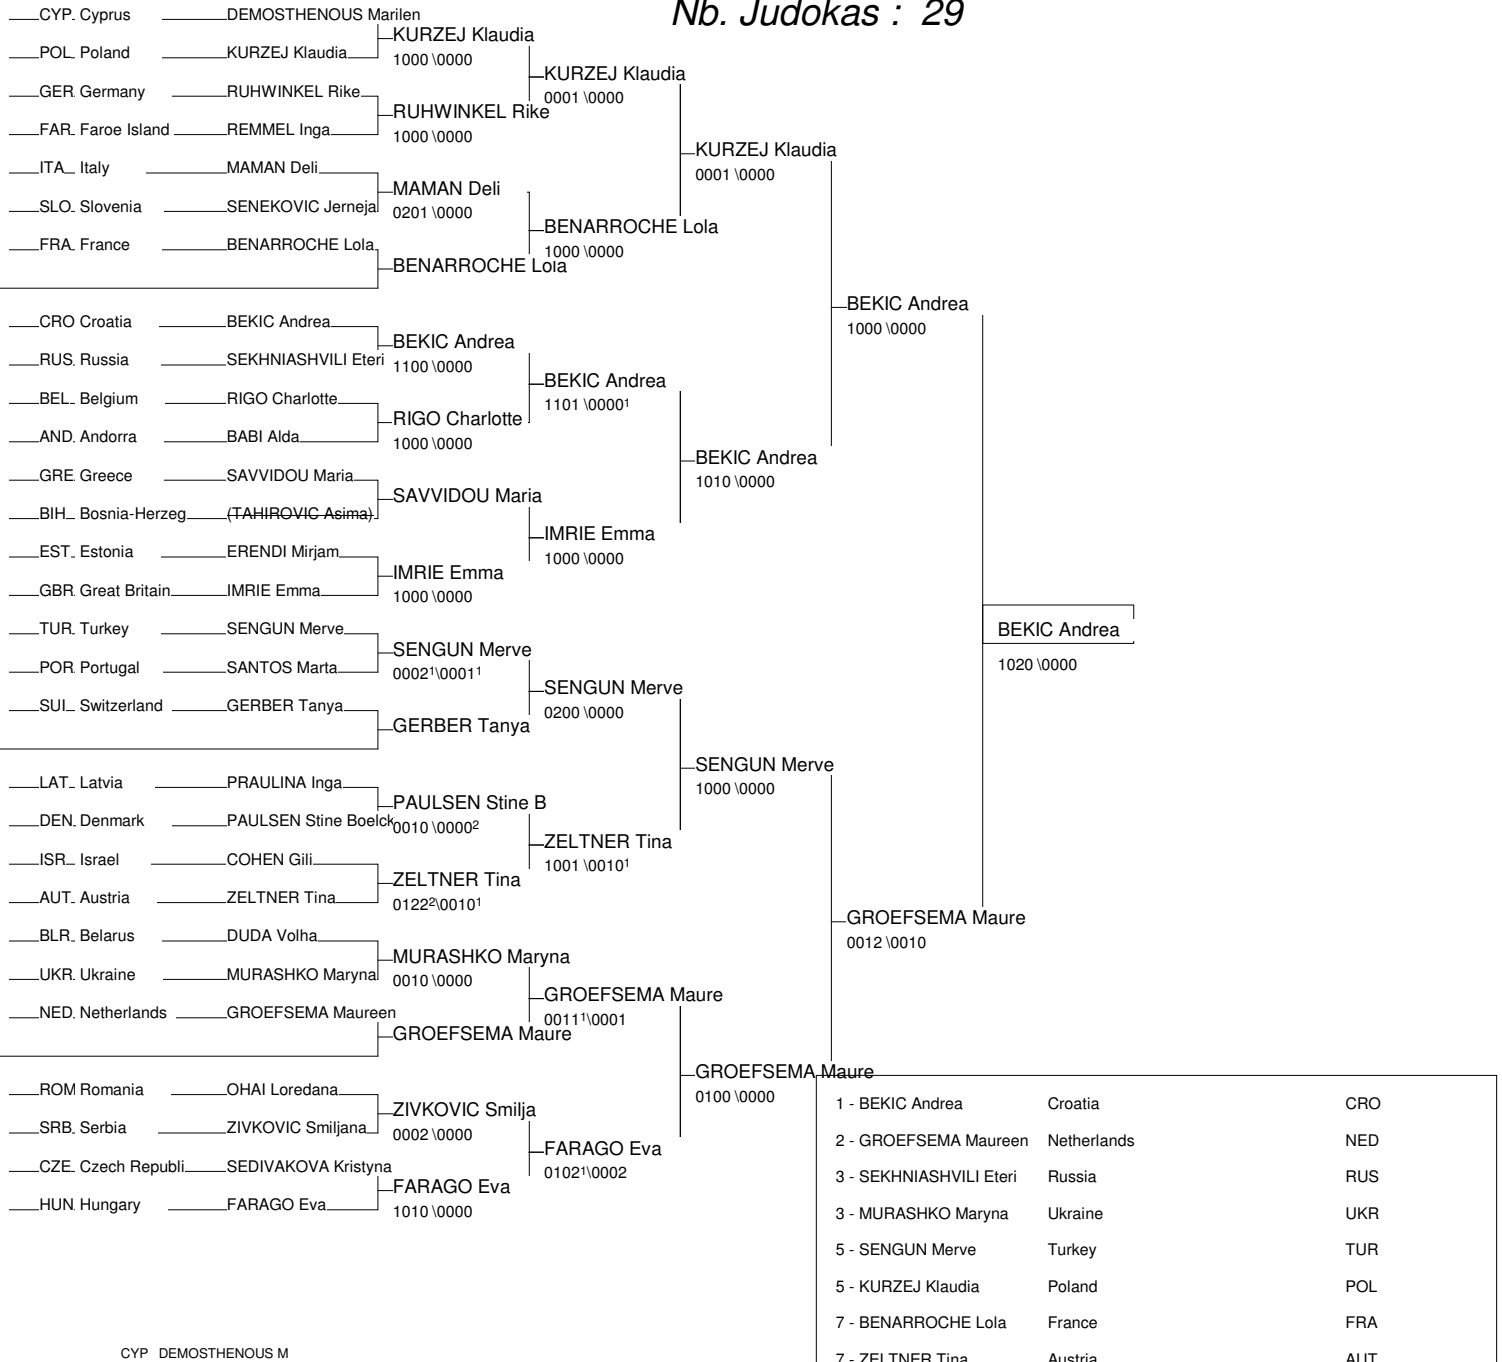 Nb. Judokas : 29
CYP Cyprus DEMOSTHENOUS Marilen
KURZEJ Klaudia
POL Poland KURZEJ Klaudia
1000 \0000
KURZEJ Klaudia
GER Germany RUHWINKEL Rike
0001 \0000
RUHWINKEL Rike
FAR Faroe Island REMMEL Inga
1000 \0000
KURZEJ Klaudia
ITA Italy MAMAN Deli
0001 \0000
MAMAN Deli
SLO Slovenia SENEKOVIC Jerneja
0201 \0000
BENARROCHE Lola
FRA France BENARROCHE Lola
1000 \0000
BENARROCHE Lola
BEKIC Andrea
CRO Croatia BEKIC Andrea
1000 \0000
BEKIC Andrea
RUS Russia SEKHNIASHVILI Eteri
1100 \0000
BEKIC Andrea
BEL Belgium RIGO Charlotte
1101 \0000¹
RIGO Charlotte
AND Andorra BABI Alda
1000 \0000
BEKIC Andrea
GRE Greece SAVVIDOU Maria
1010 \0000
SAVVIDOU Maria
BIH Bosnia-Herzeg (TAHIROVIC Asima)
IMRIE Emma
EST Estonia ERENDI Mirjam
1000 \0000
IMRIE Emma
GBR Great Britain IMRIE Emma
1000 \0000
TUR Turkey SENGUN Merve
BEKIC Andrea
SENGUN Merve
POR Portugal SANTOS Marta
1020 \0000
0002¹\0001¹
SENGUN Merve
SUI Switzerland GERBER Tanya
0200 \0000
GERBER Tanya
SENGUN Merve
LAT Latvia PRAULINA Inga
1000 \0000
PAULSEN Stine B
DEN Denmark PAULSEN Stine Boelck
0010 \0000²
ZELTNER Tina
ISR Israel COHEN Gili
1001 \0010¹
ZELTNER Tina
AUT Austria ZELTNER Tina
0122²\0010¹
GROEFSEMA Maure
BLR Belarus DUDA Volha
0012 \0010
MURASHKO Maryna
UKR Ukraine MURASHKO Maryna
0010 \0000
GROEFSEMA Maure
NED Netherlands GROEFSEMA Maureen
0011¹\0001
GROEFSEMA Maure
GROEFSEMA Maure
ROM Romania OHAI Loredana
0100 \0000
ZIVKOVIC Smilja
SRB Serbia ZIVKOVIC Smiljana
0002 \0000
FARAGO Eva
CZE Czech Republi SEDIVAKOVA Kristyna
0102¹\0002
FARAGO Eva
HUN Hungary FARAGO Eva
1010 \0000
1 - BEKIC Andrea Croatia CRO
2 - GROEFSEMA Maureen Netherlands NED
3 - SEKHNIASHVILI Eteri Russia RUS
3 - MURASHKO Maryna Ukraine UKR
5 - SENGUN Merve Turkey TUR
5 - KURZEJ Klaudia Poland POL
7 - BENARROCHE Lola France FRA
7 - ZELTNER Tina Austria AUT
CYP DEMOSTHENOUS M